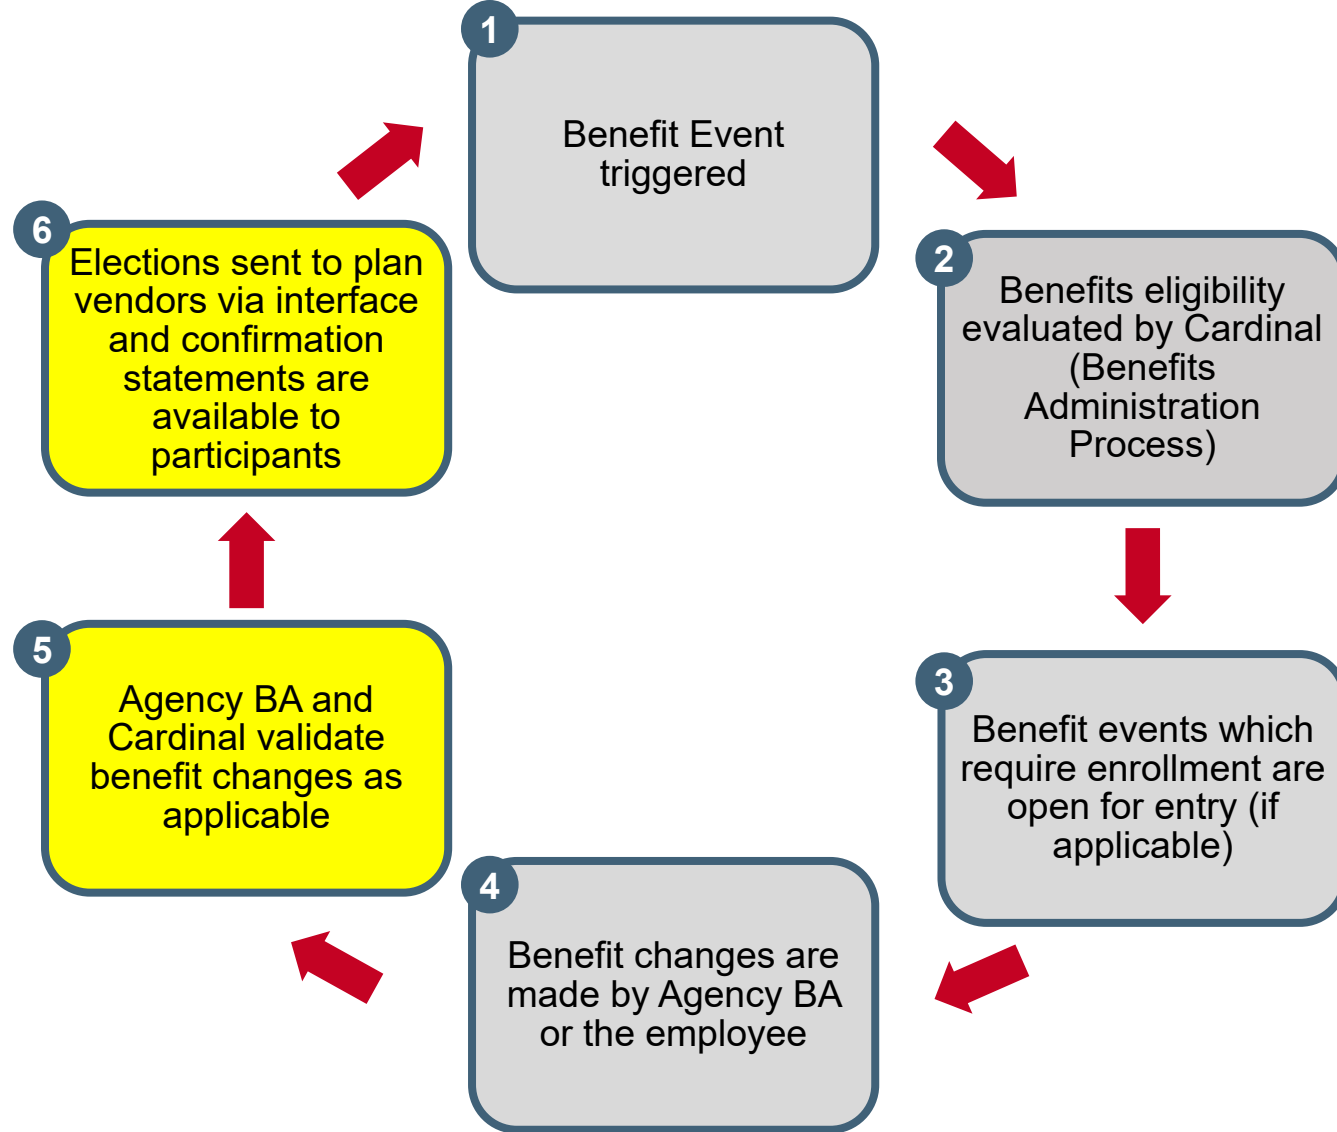 1
Benefit Event
triggered
2
Benefits eligibility
evaluated by Cardinal
(Benefits
Administration
Process)
3
Benefit events which
require enrollment are
open for entry (if
applicable)
4
Benefit changes are
made by Agency BA
or the employee
5
Agency BA and
Cardinal validate
benefit changes as
applicable
6
Elections sent to plan
vendors via interface
and confirmation
statements are
available to
participants